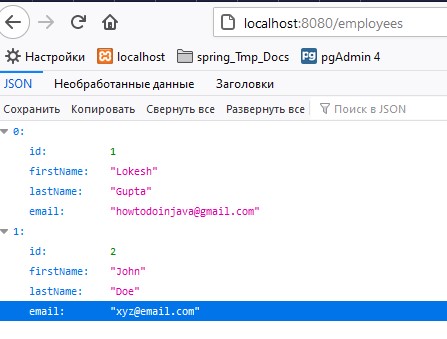 localhost:8080/employees
Настройки localhost spring_Tmp_Docs pgAdmin 4
JSON Необработанные данные Заголовки
Сохранить Копировать Свернуть все Развернуть все Поиск в JSON
0:
id: 1
firstName: "Lokesh"
lastName: "Gupta"
email: "howtodoinjava@gmail.com"
1:
id: 2
firstName: "John"
lastName: "Doe"
email: "xyz@email.com"